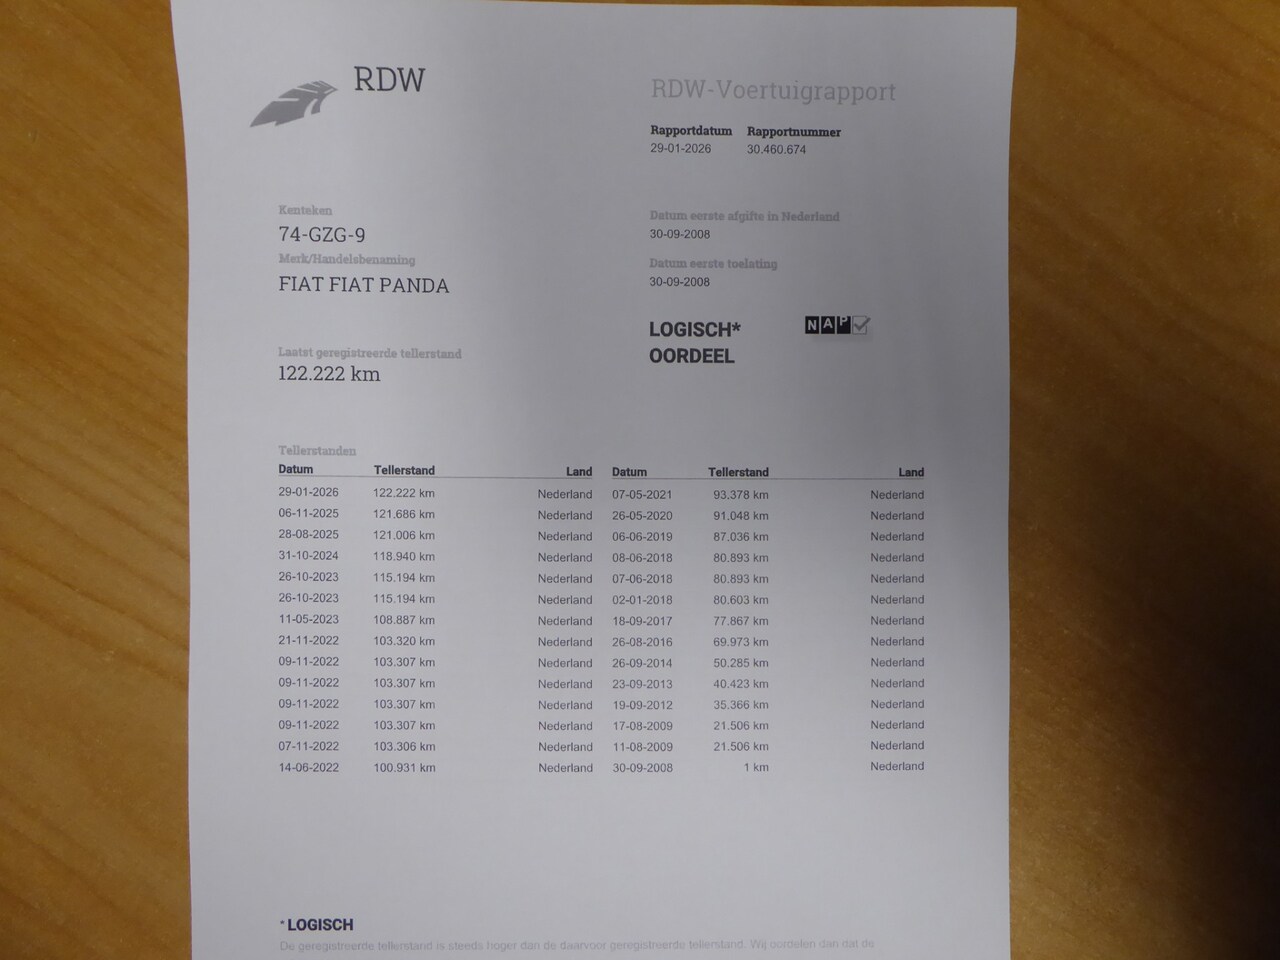 RDW
RDW-Voertuigrapport
Rapportdatum Rapportnummer
29-01-2026 30.460.674
Kenteken
74-GZG-9
Merk/Handelsbenaming
FIAT FIAT PANDA
Datum eerste afgifte in Nederland
30-09-2008
Datum eerste toelating
30-09-2008
LOGISCH*
OORDEEL
NAP
Laatst geregistreerde tellerstand
122.222 km
Tellerstanden
Datum Tellerstand Land Datum Tellerstand Land
29-01-2026 122.222 km Nederland 07-05-2021 93.378 km Nederland
06-11-2025 121.686 km Nederland 26-05-2020 91.048 km Nederland
28-08-2025 121.006 km Nederland 06-06-2019 87.036 km Nederland
31-10-2024 118.940 km Nederland 08-06-2018 80.893 km Nederland
26-10-2023 115.194 km Nederland 07-06-2018 80.893 km Nederland
26-10-2023 115.194 km Nederland 02-01-2018 80.603 km Nederland
11-05-2023 108.887 km Nederland 18-09-2017 77.867 km Nederland
21-11-2022 103.320 km Nederland 26-08-2016 69.973 km Nederland
09-11-2022 103.307 km Nederland 26-09-2014 50.285 km Nederland
09-11-2022 103.307 km Nederland 23-09-2013 40.423 km Nederland
09-11-2022 103.307 km Nederland 19-09-2012 35.366 km Nederland
09-11-2022 103.307 km Nederland 17-08-2009 21.506 km Nederland
07-11-2022 103.306 km Nederland 11-08-2009 21.506 km Nederland
14-06-2022 100.931 km Nederland 30-09-2008 1 km Nederland
* LOGISCH
De geregistreerde tellerstand is steeds hoger dan de daarvoor geregistreerde tellerstand. Wij oordelen dan dat de